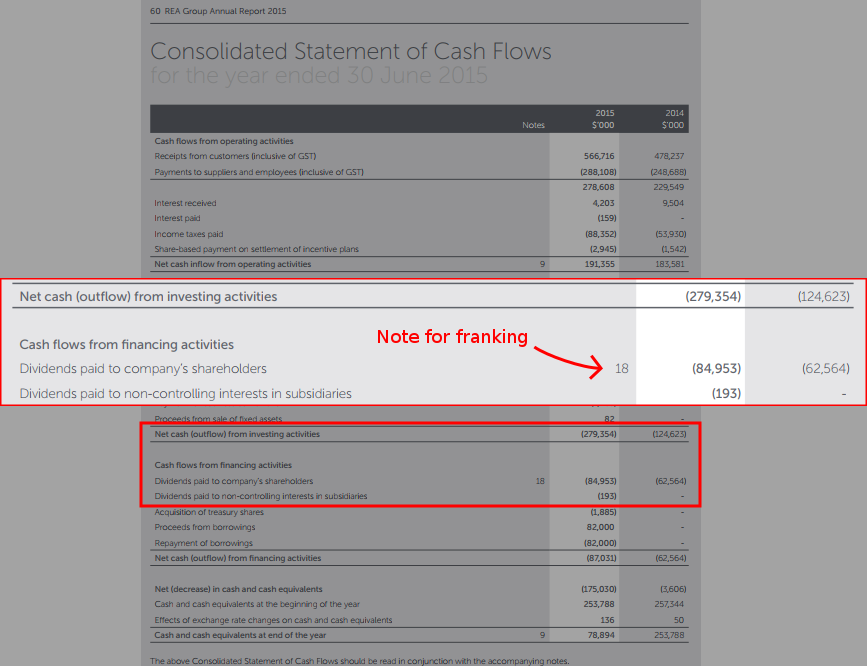 60 REA Group Annual Report 2015
Consolidated Statement of Cash Flows
for the year ended 30 June 2015
2015 2014
Notes $'000 $'000
Cash flows from operating activities
Receipts from customers (inclusive of GST) 566,716 478,237
Payments to suppliers and employees (inclusive of GST) (288,108) (248,688)
278,608 229,549
Interest received 4,203 9,504
Interest paid (159) -
Income taxes paid (88,352) (53,930)
Share-based payment on settlement of incentive plans (2,945) (1,542)
Net cash inflow from operating activities 9 191,355 183,581
Net cash (outflow) from investing activities (279,354) (124,623)
Note for franking
Cash flows from financing activities
Dividends paid to company's shareholders 18 (84,953) (62,564)
Dividends paid to non-controlling interests in subsidiaries (193) -
Proceeds from sale of fixed assets 82 -
Net cash (outflow) from investing activities (279,354) (124,623)
Cash flows from financing activities
Dividends paid to company's shareholders 18 (84,953) (62,564)
Dividends paid to non-controlling interests in subsidiaries (193) -
Acquisition of treasury shares (1,885) -
Proceeds from borrowings 82,000 -
Repayment of borrowings (82,000) -
Net cash (outflow) from financing activities (87,031) (62,564)
Net (decrease) in cash and cash equivalents (175,030) (3,606)
Cash and cash equivalents at the beginning of the year 253,788 257,344
Effects of exchange rate changes on cash and cash equivalents 136 50
Cash and cash equivalents at end of the year 9 78,894 253,788
The above Consolidated Statement of Cash Flows should be read in conjunction with the accompanying notes.